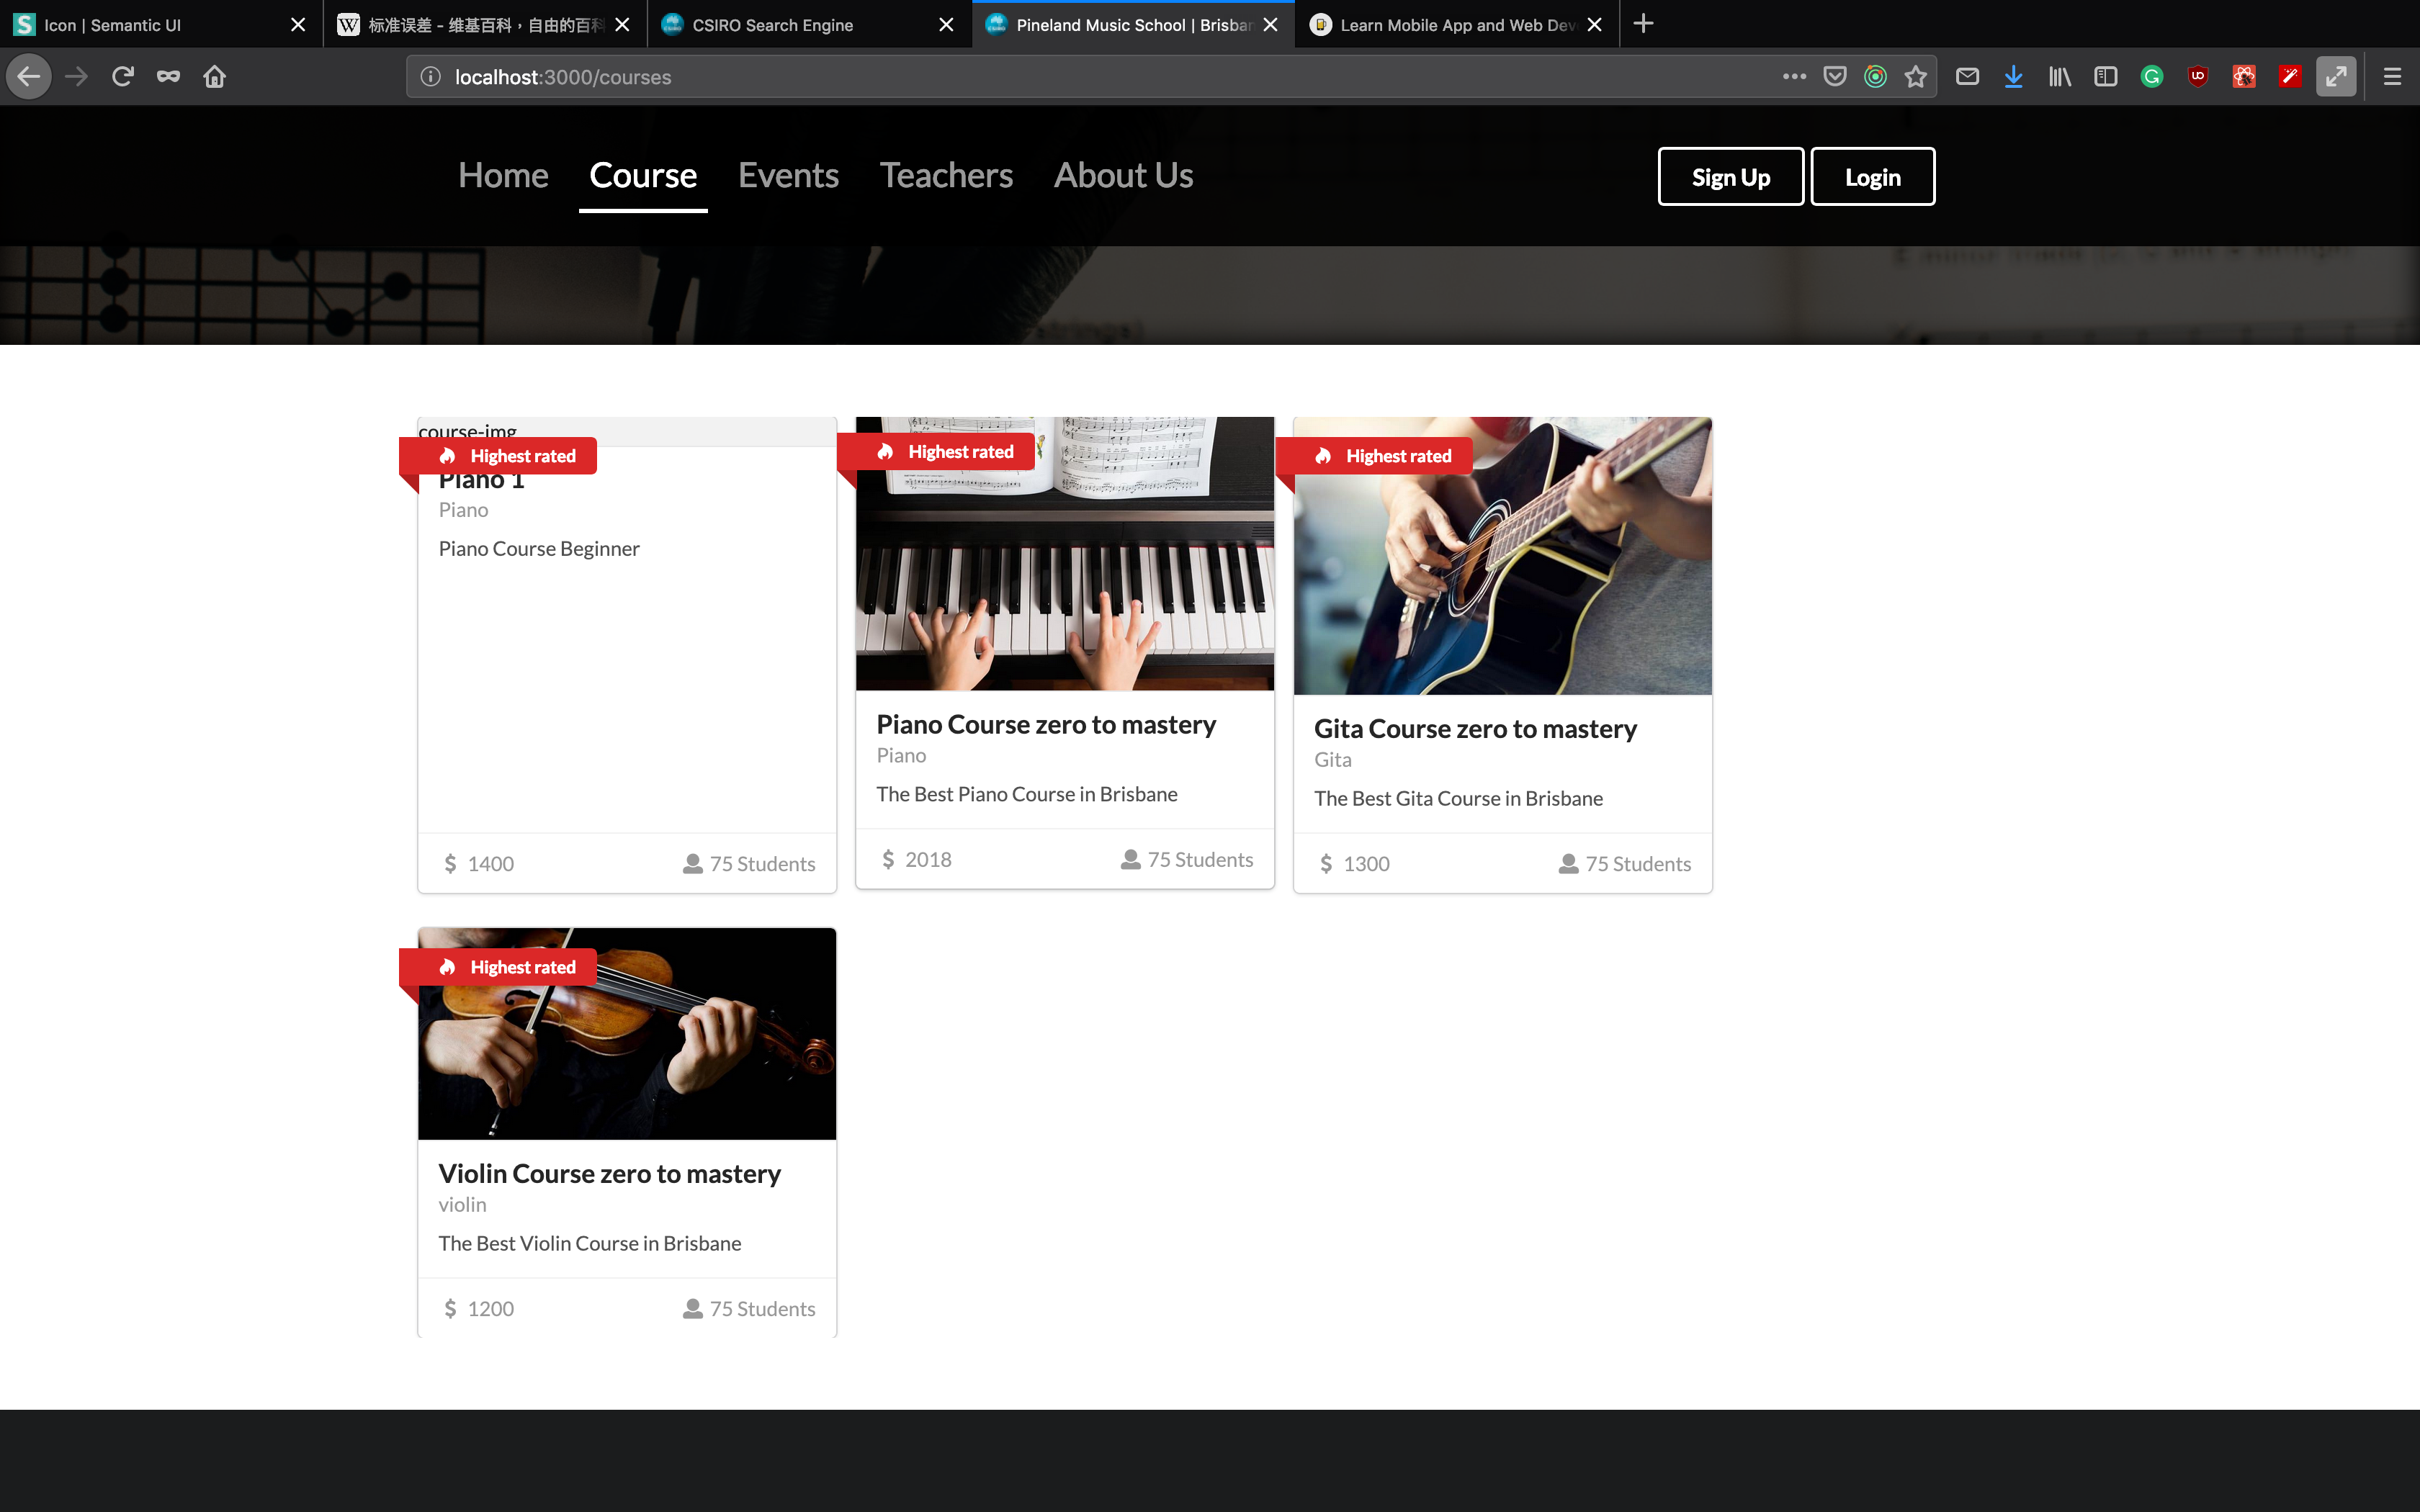 Icon | Semantic UI
标准误差 - 维基百科，自由的百科
CSIRO Search Engine
Pineland Music School | Brisban
Learn Mobile App and Web Dev
localhost:3000/courses
Home
Course
Events
Teachers
About Us
Sign Up
Login
course-img
Highest rated
Piano 1
Piano
Piano Course Beginner
$ 1400
75 Students
Highest rated
Piano Course zero to mastery
Piano
The Best Piano Course in Brisbane
$ 2018
75 Students
Highest rated
Gita Course zero to mastery
Gita
The Best Gita Course in Brisbane
$ 1300
75 Students
Highest rated
Violin Course zero to mastery
violin
The Best Violin Course in Brisbane
$ 1200
75 Students